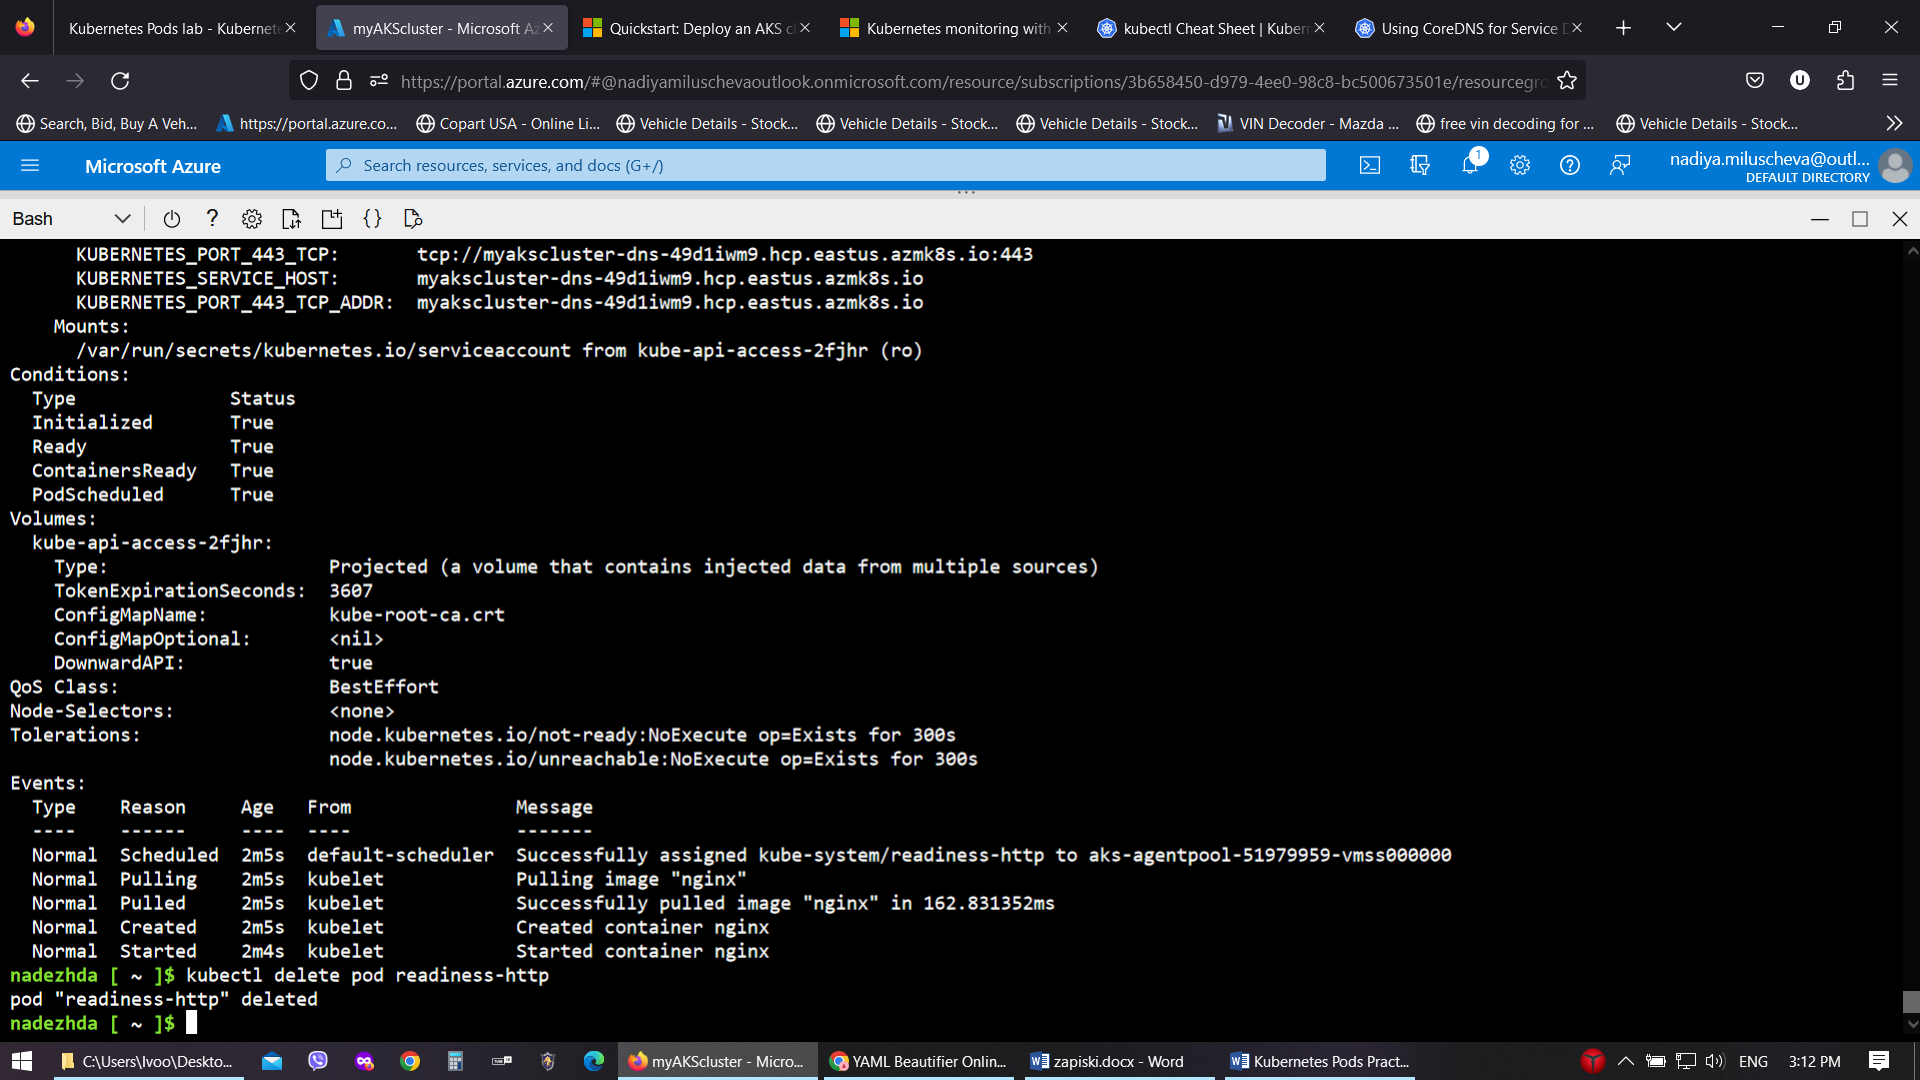 Kubernetes Pods lab - Kubernete
myAKScluster - Microsoft Az
Quickstart: Deploy an AKS cl
Kubernetes monitoring with
kubectl Cheat Sheet | Kubern
Using CoreDNS for Service D
https://portal.azure.com/#@nadiyamiluschevaoutlook.onmicrosoft.com/resource/subscriptions/3b658450-d979-4ee0-98c8-bc500673501e/resourcegro
Search, Bid, Buy A Veh...
https://portal.azure.co...
Copart USA - Online Li...
Vehicle Details - Stock...
Vehicle Details - Stock...
Vehicle Details - Stock...
VIN Decoder - Mazda ...
free vin decoding for ...
Vehicle Details - Stock...
Microsoft Azure
Search resources, services, and docs (G+/)
1
nadiya.miluscheva@outl...
DEFAULT DIRECTORY
Bash
KUBERNETES_PORT_443_TCP: tcp://myakscluster-dns-49d1iwm9.hcp.eastus.azmk8s.io:443
KUBERNETES_SERVICE_HOST: myakscluster-dns-49d1iwm9.hcp.eastus.azmk8s.io
KUBERNETES_PORT_443_TCP_ADDR: myakscluster-dns-49d1iwm9.hcp.eastus.azmk8s.io
Mounts:
/var/run/secrets/kubernetes.io/serviceaccount from kube-api-access-2fjhr (ro)
Conditions:
Type Status
Initialized True
Ready True
ContainersReady True
PodScheduled True
Volumes:
kube-api-access-2fjhr:
Type: Projected (a volume that contains injected data from multiple sources)
TokenExpirationSeconds: 3607
ConfigMapName: kube-root-ca.crt
ConfigMapOptional: <nil>
DownwardAPI: true
QoS Class: BestEffort
Node-Selectors: <none>
Tolerations: node.kubernetes.io/not-ready:NoExecute op=Exists for 300s
node.kubernetes.io/unreachable:NoExecute op=Exists for 300s
Events:
Type Reason Age From Message
---- ------ ---- ---- -------
Normal Scheduled 2m5s default-scheduler Successfully assigned kube-system/readiness-http to aks-agentpool-51979959-vmss000000
Normal Pulling 2m5s kubelet Pulling image "nginx"
Normal Pulled 2m5s kubelet Successfully pulled image "nginx" in 162.831352ms
Normal Created 2m5s kubelet Created container nginx
Normal Started 2m4s kubelet Started container nginx
nadezhda [ ~ ]$ kubectl delete pod readiness-http
pod "readiness-http" deleted
nadezhda [ ~ ]$
C:\Users\Ivoo\Deskto...
myAKScluster - Micro...
YAML Beautifier Onlin...
zapiski.docx - Word
Kubernetes Pods Pract...
ENG
3:12 PM